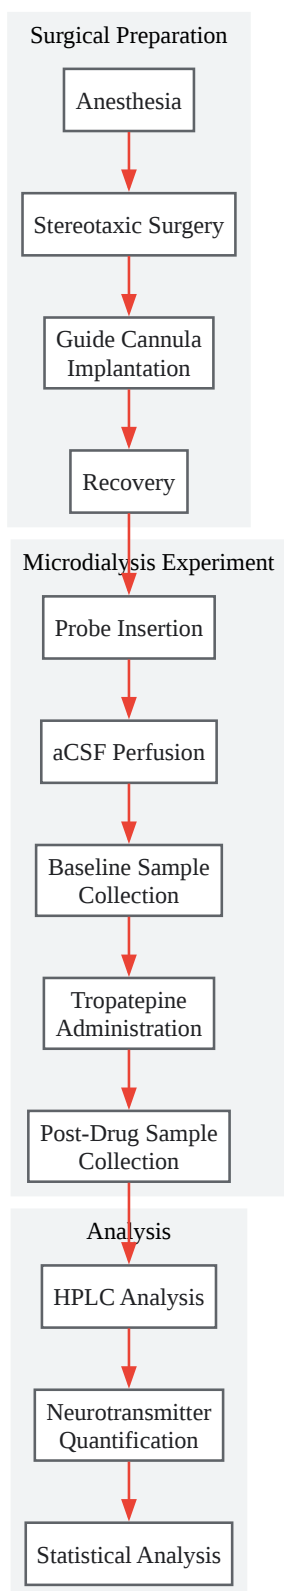 Surgical Preparation
Anesthesia
Stereotaxic Surgery
Guide Cannula
Implantation
Recovery
Microdialysis Experiment
Probe Insertion
aCSF Perfusion
Baseline Sample
Collection
Tropatepine
Administration
Post-Drug Sample
Collection
Analysis
HPLC Analysis
Neurotransmitter
Quantification
Statistical Analysis